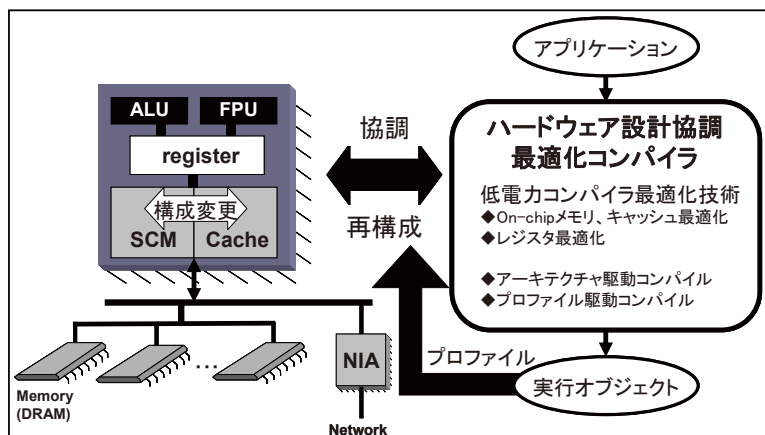 アプリケーション
ハードウェア設計協調
最適化コンパイラ
低電力コンパイラ最適化技術
◆On-chipメモリ、キャッシュ最適化
◆レジスタ最適化
◆アーキテクチャ駆動コンパイル
◆プロファイル駆動コンパイル
実行オブジェクト
プロファイル
協調
再構成
ALU
FPU
register
構成変更
SCM
Cache
...
NIA
Memory
(DRAM)
Network